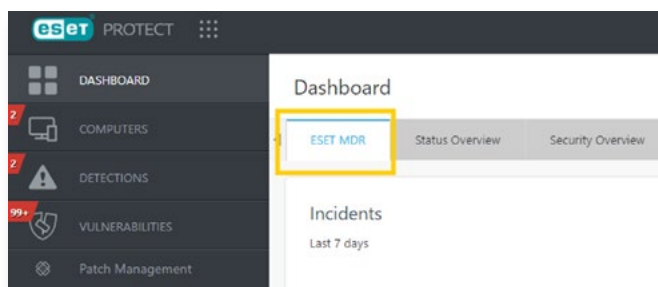 eset PROTECT
DASHBOARD
2
COMPUTERS
2
DETECTIONS
99+
VULNERABILITIES
Patch Management
Dashboard
ESET MDR Status Overview Security Overview
Incidents
Last 7 days